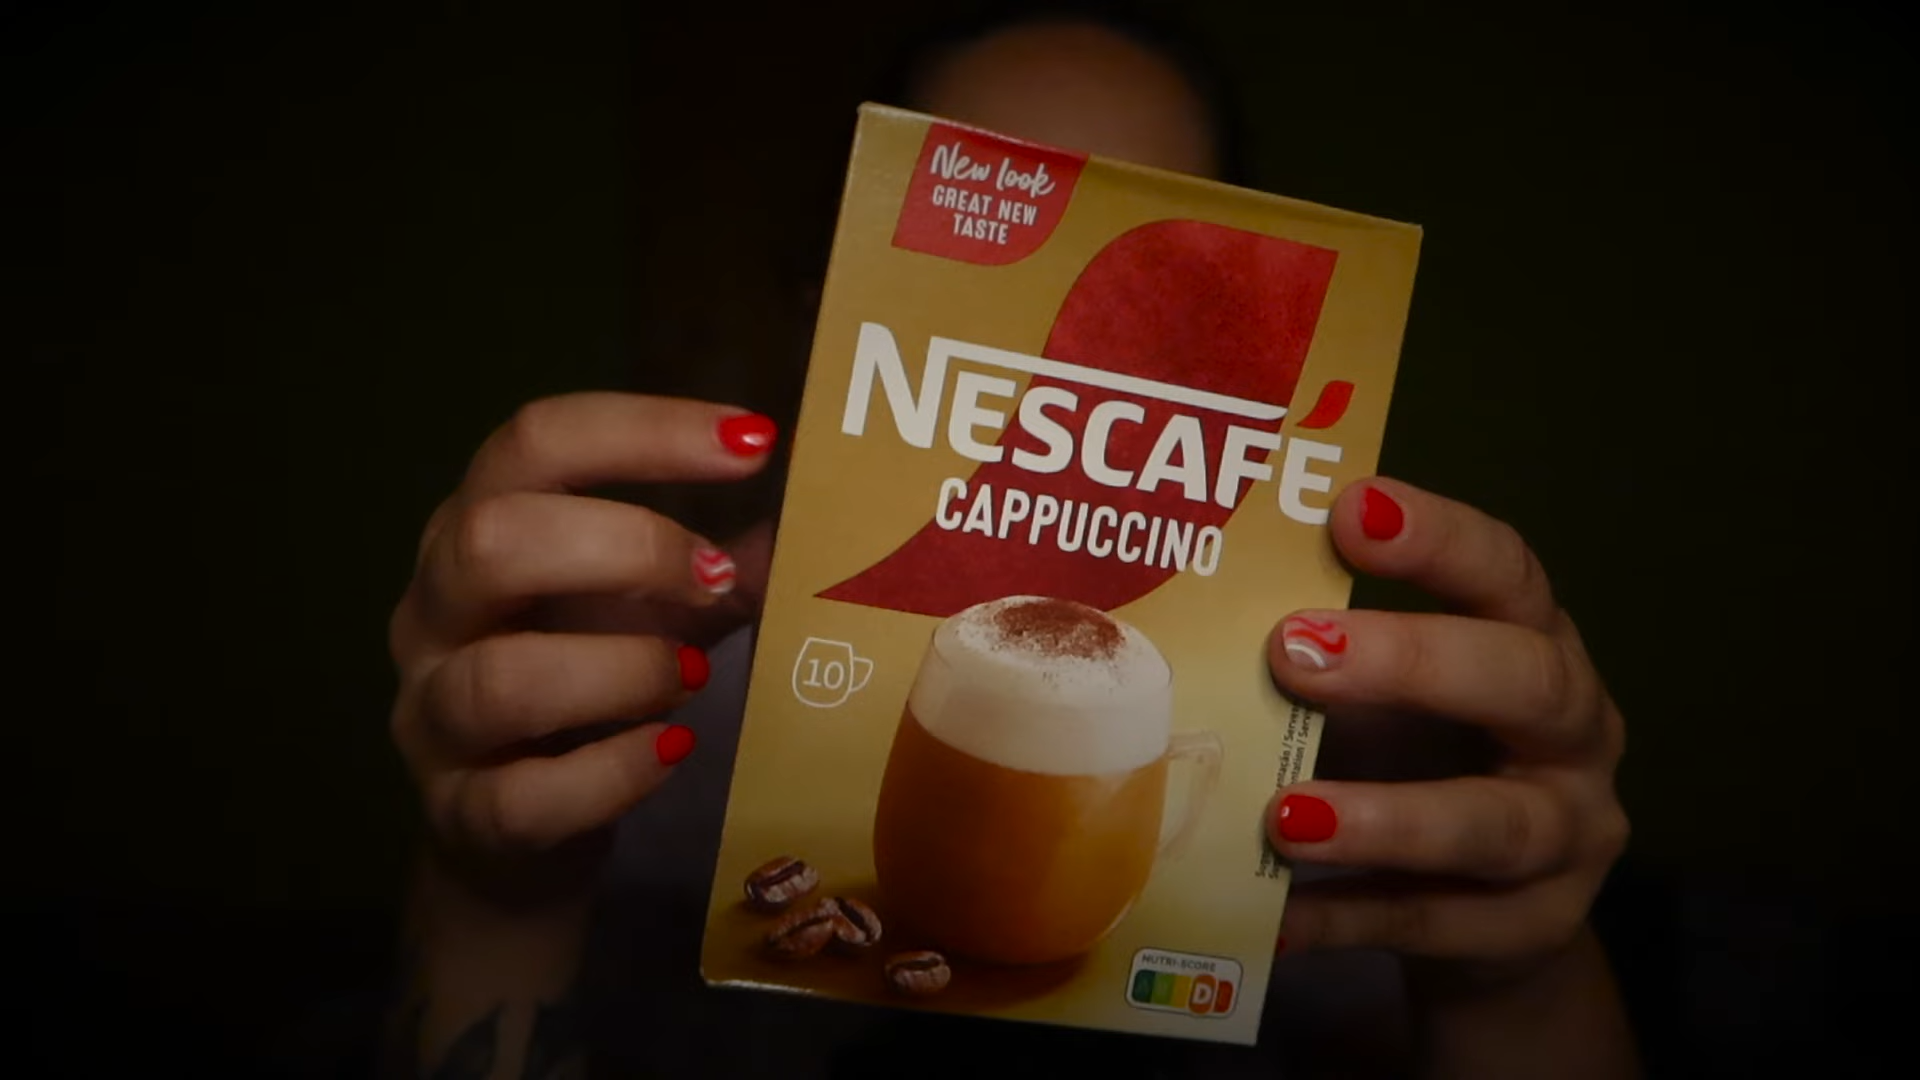 New look
GREAT NEW
TASTE
NESCAFÉ
CAPPUCCINO
10
NUTRI-SCORE
D